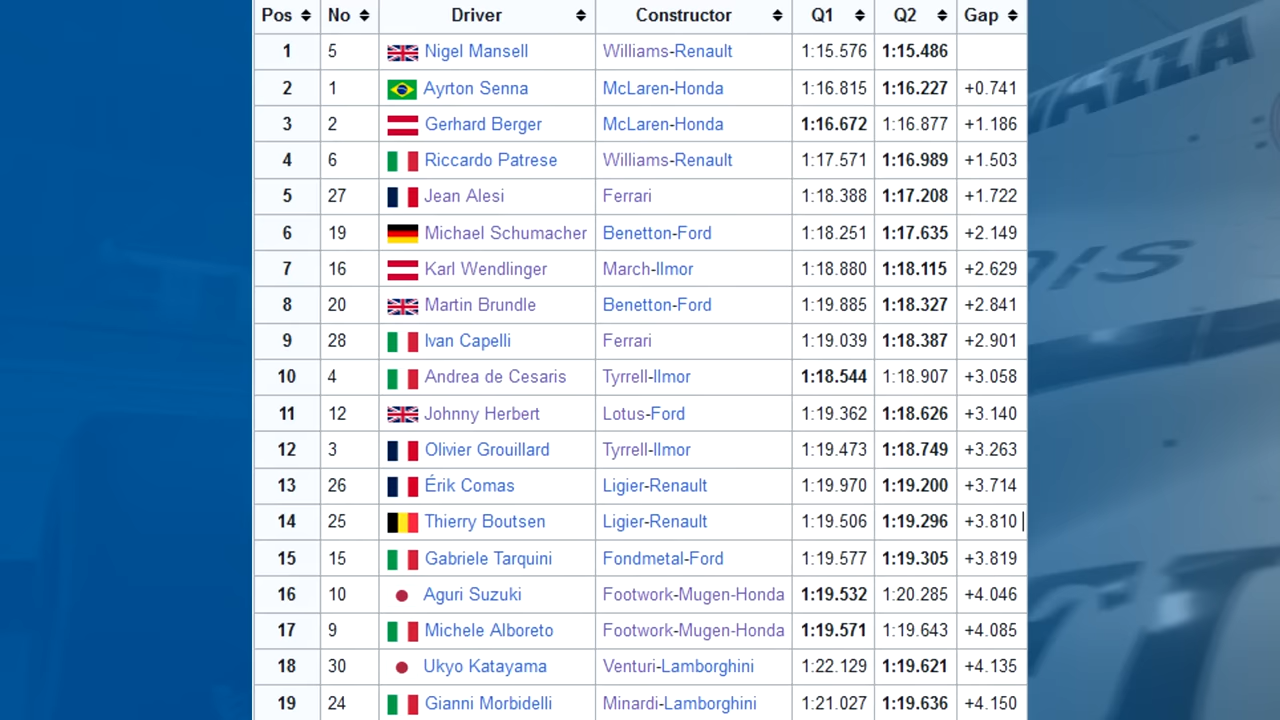 Pos No Driver Constructor Q1 Q2 Gap
1 5 Nigel Mansell Williams-Renault 1:15.576 1:15.486
2 1 Ayrton Senna McLaren-Honda 1:16.815 1:16.227 +0.741
3 2 Gerhard Berger McLaren-Honda 1:16.672 1:16.877 +1.186
4 6 Riccardo Patrese Williams-Renault 1:17.571 1:16.989 +1.503
5 27 Jean Alesi Ferrari 1:18.388 1:17.208 +1.722
6 19 Michael Schumacher Benetton-Ford 1:18.251 1:17.635 +2.149
7 16 Karl Wendlinger March-Ilmor 1:18.880 1:18.115 +2.629
8 20 Martin Brundle Benetton-Ford 1:19.885 1:18.327 +2.841
9 28 Ivan Capelli Ferrari 1:19.039 1:18.387 +2.901
10 4 Andrea de Cesaris Tyrrell-Ilmor 1:18.544 1:18.907 +3.058
11 12 Johnny Herbert Lotus-Ford 1:19.362 1:18.626 +3.140
12 3 Olivier Grouillard Tyrrell-Ilmor 1:19.473 1:18.749 +3.263
13 26 Érik Comas Ligier-Renault 1:19.970 1:19.200 +3.714
14 25 Thierry Boutsen Ligier-Renault 1:19.506 1:19.296 +3.810
15 15 Gabriele Tarquini Fondmetal-Ford 1:19.577 1:19.305 +3.819
16 10 Aguri Suzuki Footwork-Mugen-Honda 1:19.532 1:20.285 +4.046
17 9 Michele Alboreto Footwork-Mugen-Honda 1:19.571 1:19.643 +4.085
18 30 Ukyo Katayama Venturi-Lamborghini 1:22.129 1:19.621 +4.135
19 24 Gianni Morbidelli Minardi-Lamborghini 1:21.027 1:19.636 +4.150